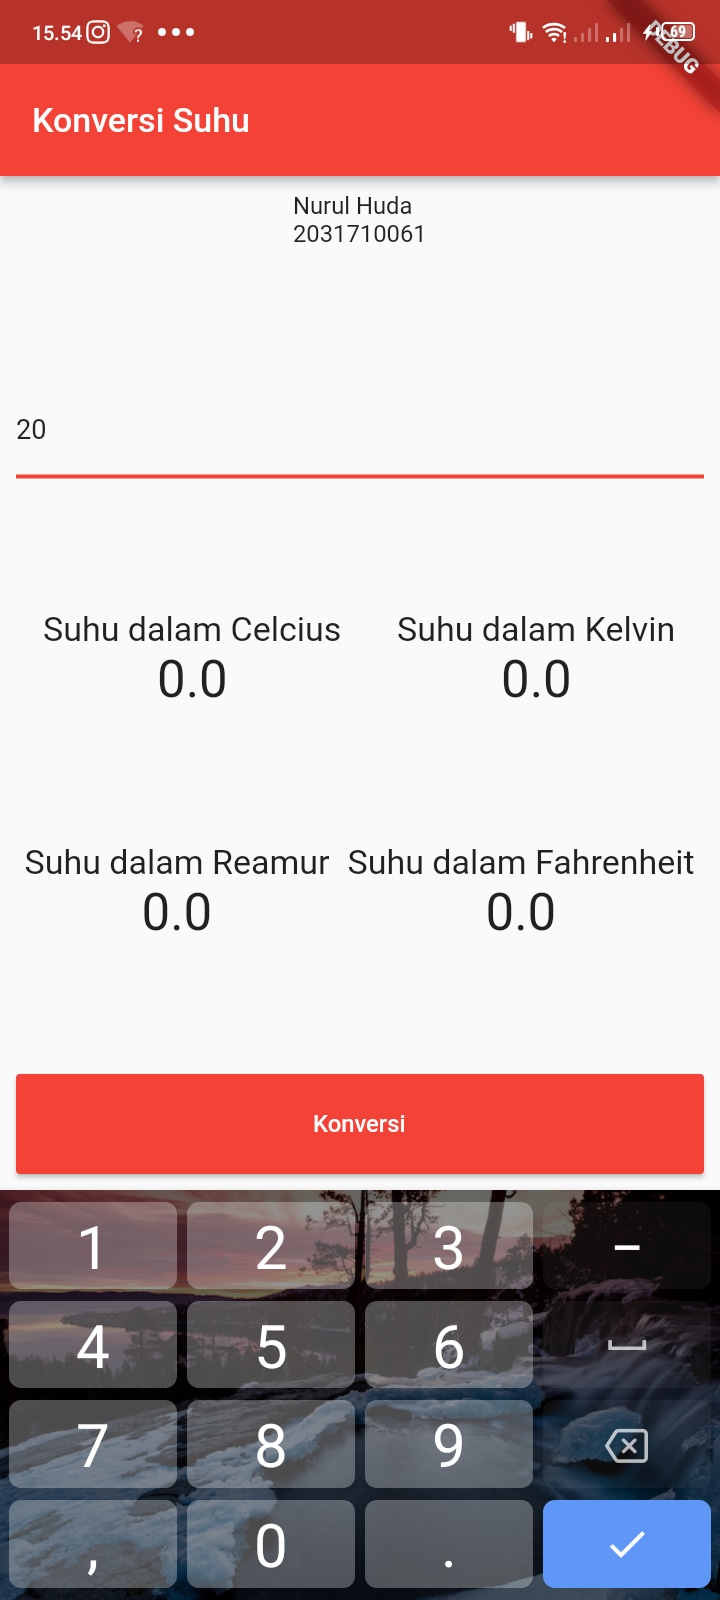 15.54
69
DEBUG
Konversi Suhu
Nurul Huda
2031710061
20
Suhu dalam Celcius
0.0
Suhu dalam Kelvin
0.0
Suhu dalam Reamur
0.0
Suhu dalam Fahrenheit
0.0
Konversi
1 2 3 -
4 5 6
7 8 9
, 0 .